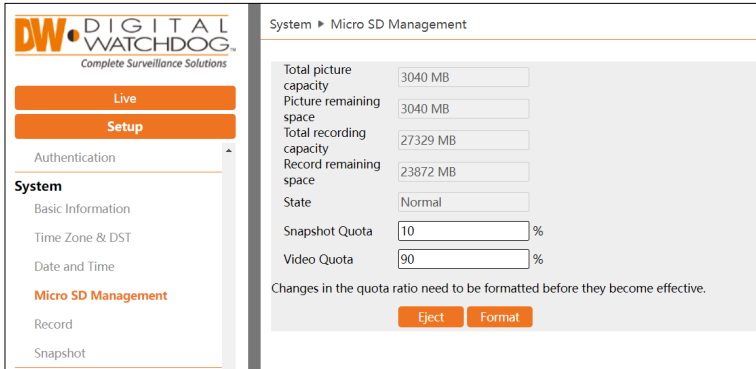 DW DIGITAL
WATCHDOG™
Complete Surveillance Solutions
Live
Setup
Authentication
System
Basic Information
Time Zone & DST
Date and Time
Micro SD Management
Record
Snapshot
System ▶ Micro SD Management
Total picture
capacity
3040 MB
Picture remaining
space
3040 MB
Total recording
capacity
27329 MB
Record remaining
space
23872 MB
State
Normal
Snapshot Quota
10
%
Video Quota
90
%
Changes in the quota ratio need to be formatted before they become effective.
Eject
Format